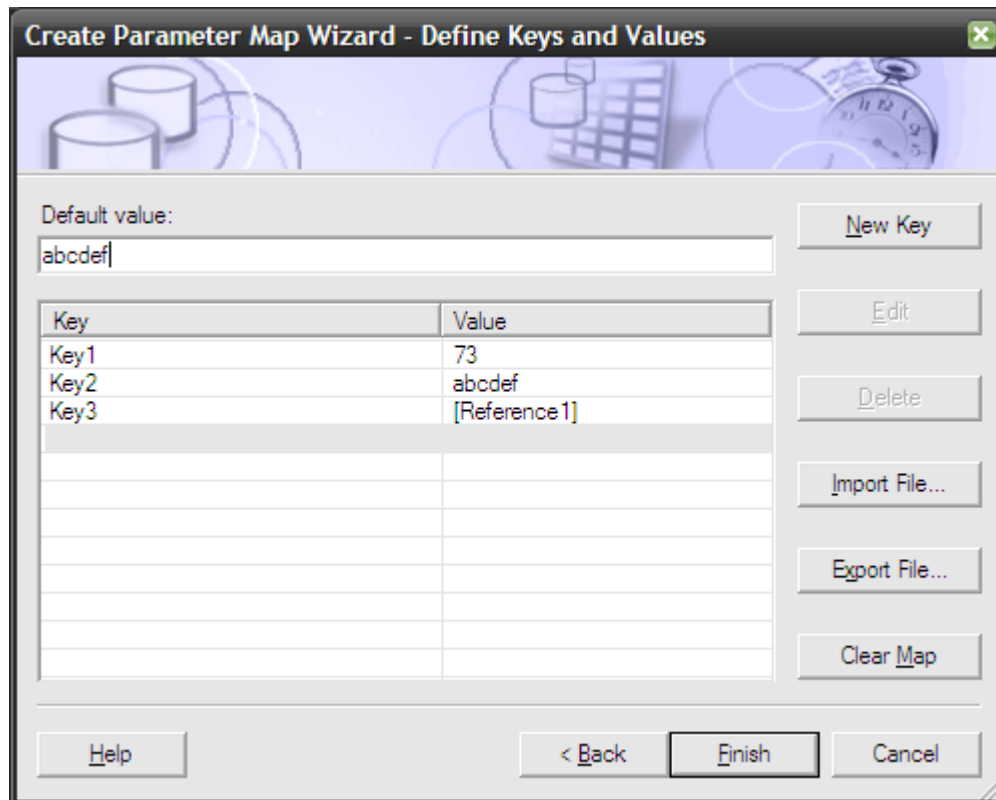 Create Parameter Map Wizard - Define Keys and Values
Default value:
abcdef
New Key
Key Value
Key1 73
Key2 abcdef
Key3 [Reference1]
Edit
Delete
Import File...
Export File...
Clear Map
Help
< Back
Finish
Cancel